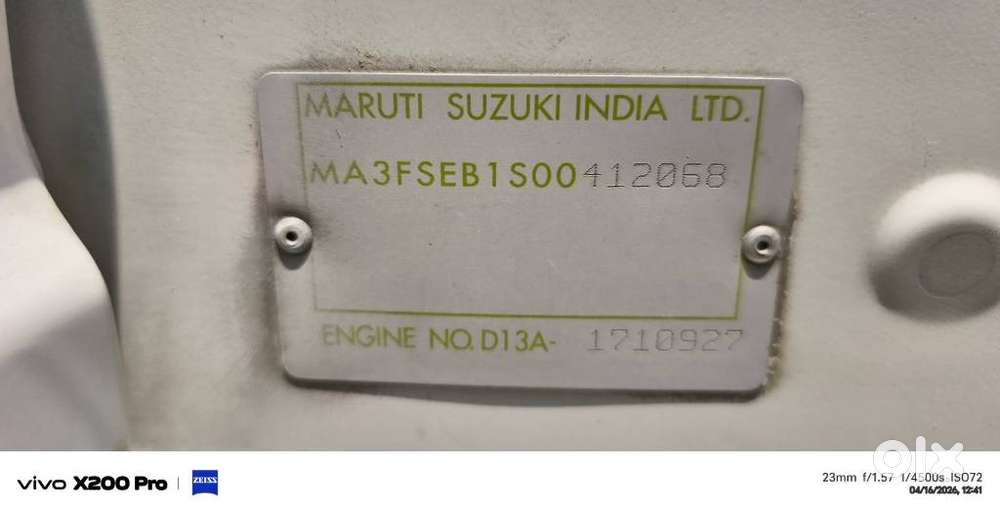 MARUTI SUZUKI INDIA LTD.
MA3FSEB1S00412068
ENGINE NO. D13A- 1710927
vivo X200 Pro | ZEISS
23mm f/1.57 1/4500s ISO72
04/16/2026, 12:41
olx